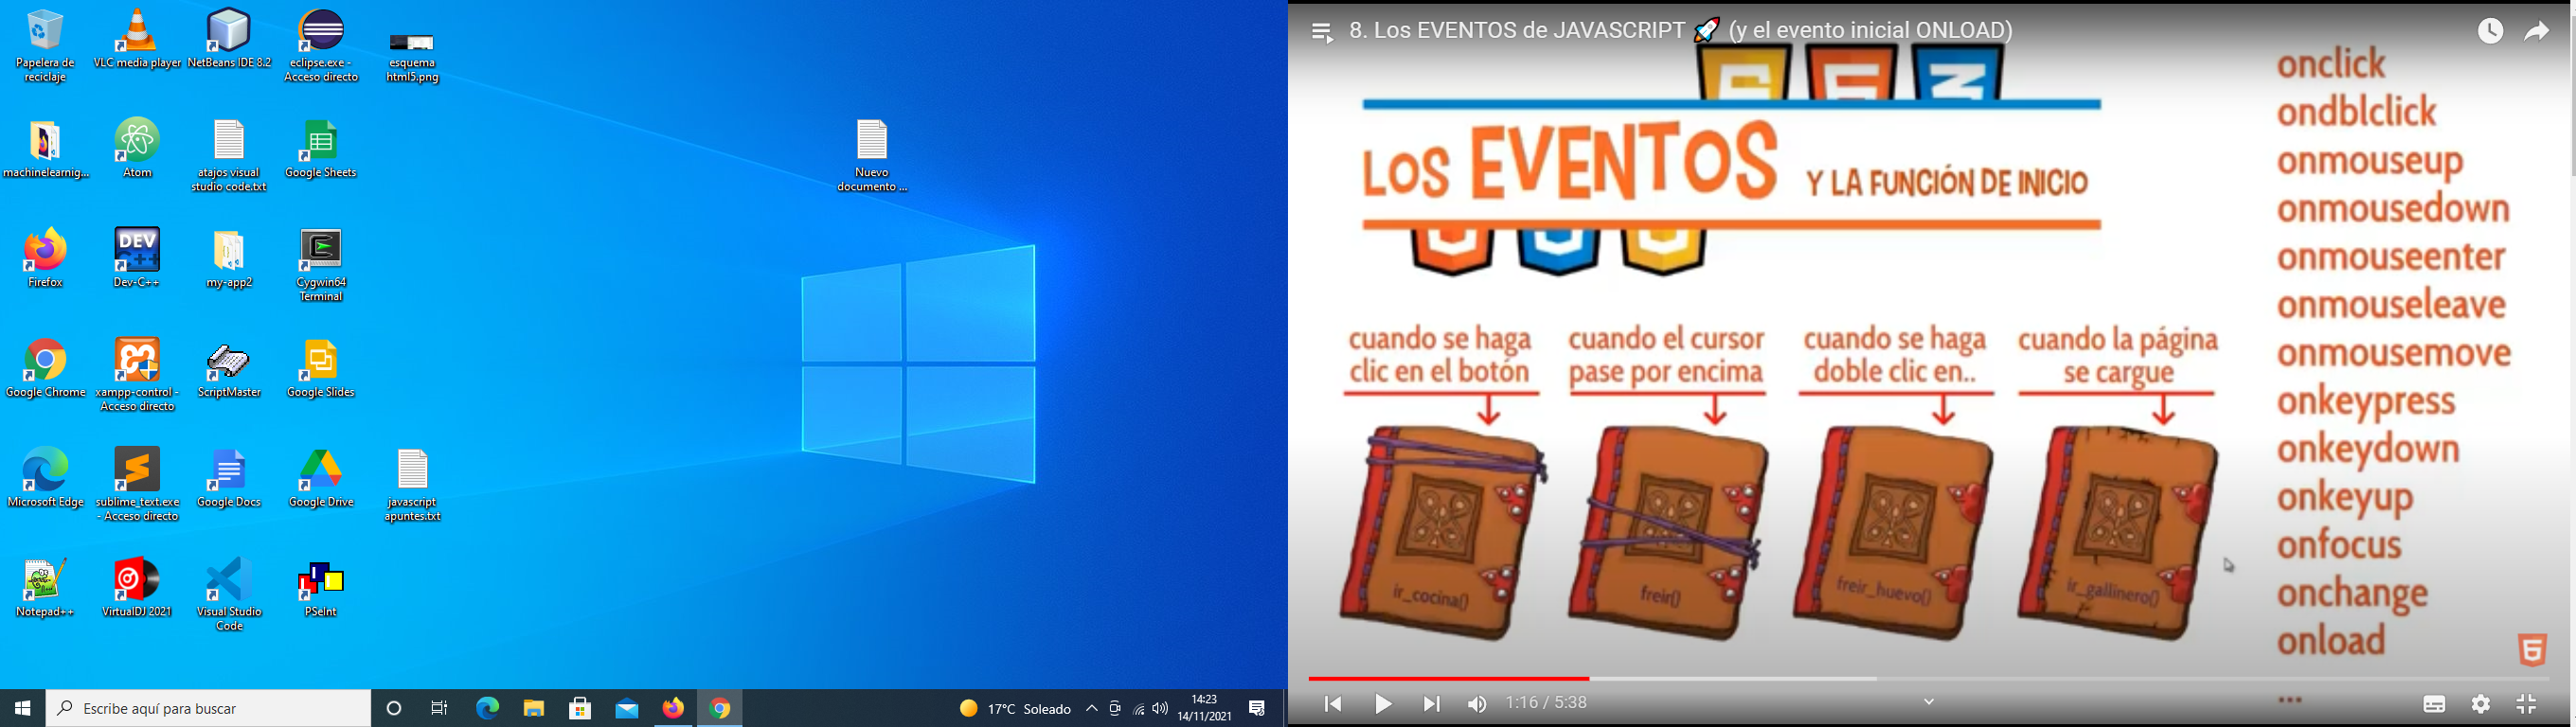 Papelera de
reciclaje
VLC media player
NetBeans IDE 8.2
eclipse.exe -
Acceso directo
esquema
html5.png
machinelearnig...
Atom
atajos visual
studio code.txt
Google Sheets
Nuevo
documento ...
Firefox
DEV
C++
Dev-C++
my-app2
Cygwin64
Terminal
Google Chrome
xampp-control -
Acceso directo
ScriptMaster
Google Slides
Microsoft Edge
sublime_text.exe
- Acceso directo
Google Docs
Google Drive
javascript
apuntes.txt
Notepad++
VirtualDJ 2021
Visual Studio
Code
PSeInt
Escribe aquí para buscar
17°C Soleado
14:23
14/11/2021
8. Los EVENTOS de JAVASCRIPT 🚀 (y el evento inicial ONLOAD)
LOS EVENTOS Y LA FUNCIÓN DE INICIO
cuando se haga
clic en el botón
cuando el cursor
pase por encima
cuando se haga
doble clic en..
cuando la página
se cargue
ir_cocina()
freir()
freir_huevo()
ir_gallinero()
onclick
ondblclick
onmouseup
onmousedown
onmouseenter
onmouseleave
onmousemove
onkeypress
onkeydown
onkeyup
onfocus
onchange
onload
...
1:16 / 5:38